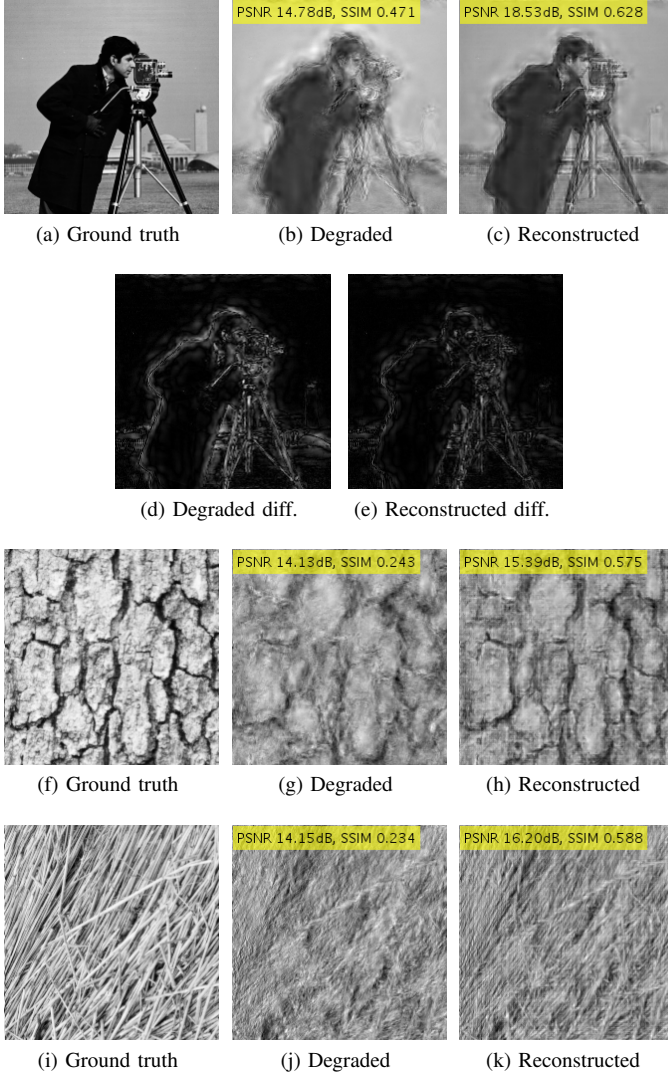 PSNR 14.78dB, SSIM 0.471
PSNR 18.53dB, SSIM 0.628
(a) Ground truth
(b) Degraded
(c) Reconstructed
(d) Degraded diff.
(e) Reconstructed diff.
PSNR 14.13dB, SSIM 0.243
PSNR 15.39dB, SSIM 0.575
(f) Ground truth
(g) Degraded
(h) Reconstructed
PSNR 14.15dB, SSIM 0.234
PSNR 16.20dB, SSIM 0.588
(i) Ground truth
(j) Degraded
(k) Reconstructed